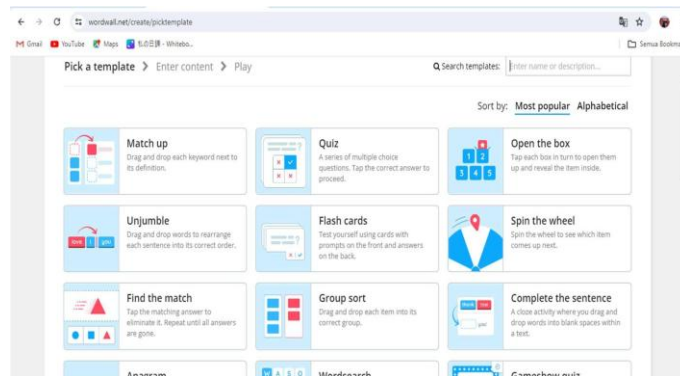 wordwall.net/create/picktemplate
Gmail YouTube Maps 私の日課 - Whitebo... Semua Bookma
Pick a template > Enter content > Play
Search templates: Enter name or description...
Sort by: Most popular Alphabetical
Match up
Drag and drop each keyword next to
its definition.
Quiz
A series of multiple choice
questions. Tap the correct answer to
proceed.
Open the box
Tap each box in turn to open them
up and reveal the item inside.
Unjumble
Drag and drop words to rearrange
each sentence into its correct order.
Flash cards
Test yourself using cards with
prompts on the front and answers
on the back.
Spin the wheel
Spin the wheel to see which item
comes up next.
Find the match
Tap the matching answer to
eliminate it. Repeat until all answers
are gone.
Group sort
Drag and drop each item into its
correct group.
Complete the sentence
A cloze activity where you drag and
drop words into blank spaces within
a text.
Anagram
Wordsearch
Gameshow quiz